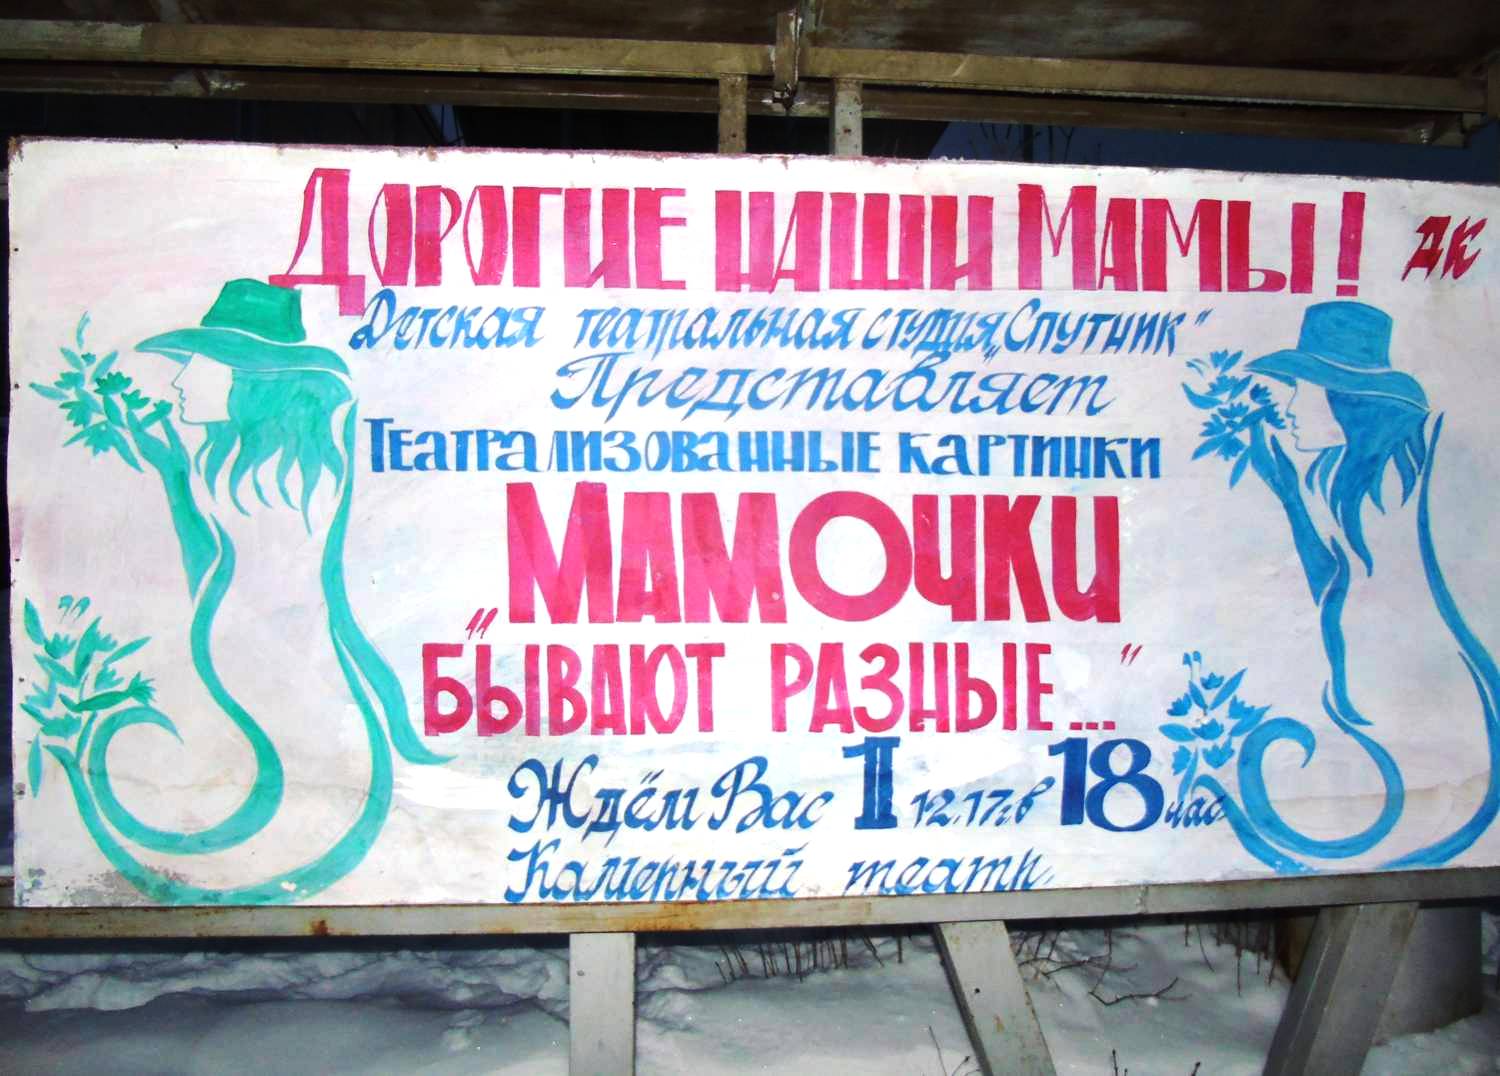 Дорогие наши Мамы!
ДК
Детская театральная студия „Спутник"
Представляет
Театрализованные картинки
Мамочки
„бывают разные..."
Ждём Вас 11 12.17г. в 18 час.
Камерный театр.